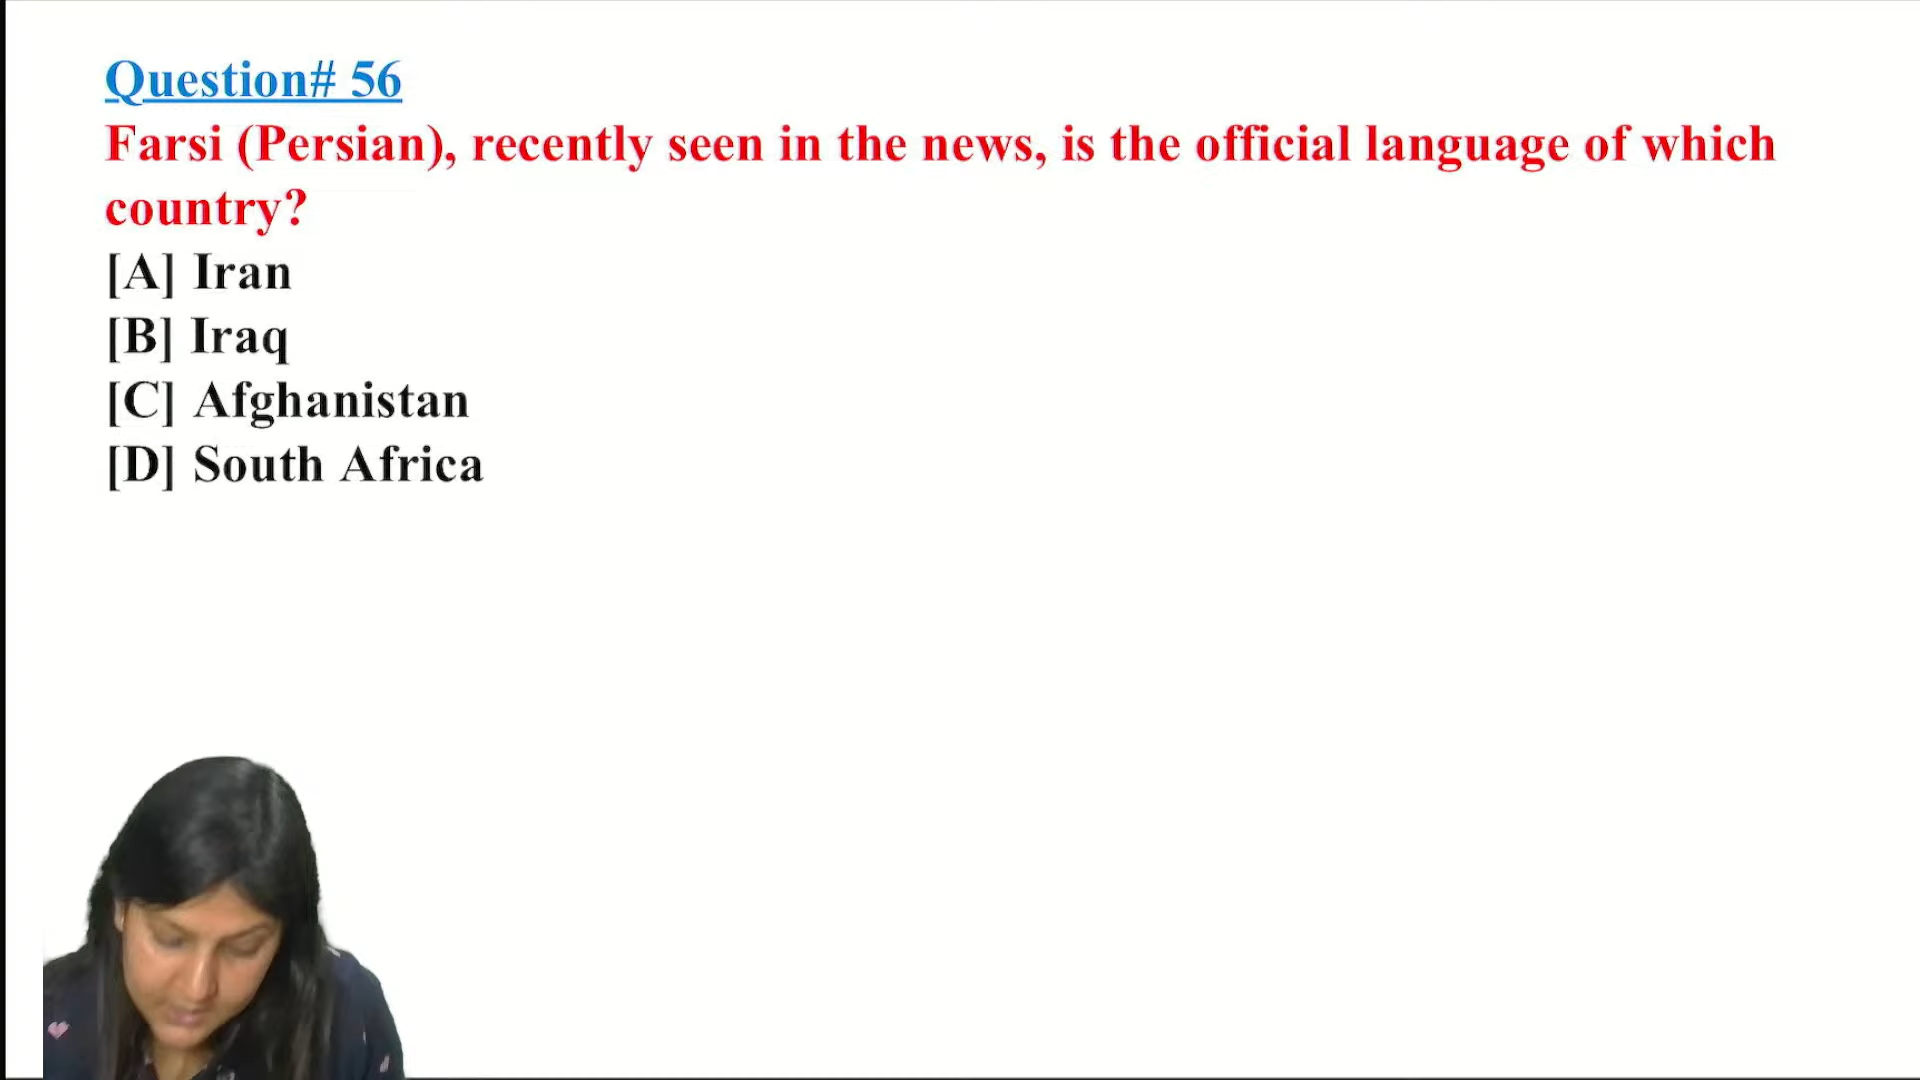 Question# 56
Farsi (Persian), recently seen in the news, is the official language of which
country?
[A] Iran
[B] Iraq
[C] Afghanistan
[D] South Africa